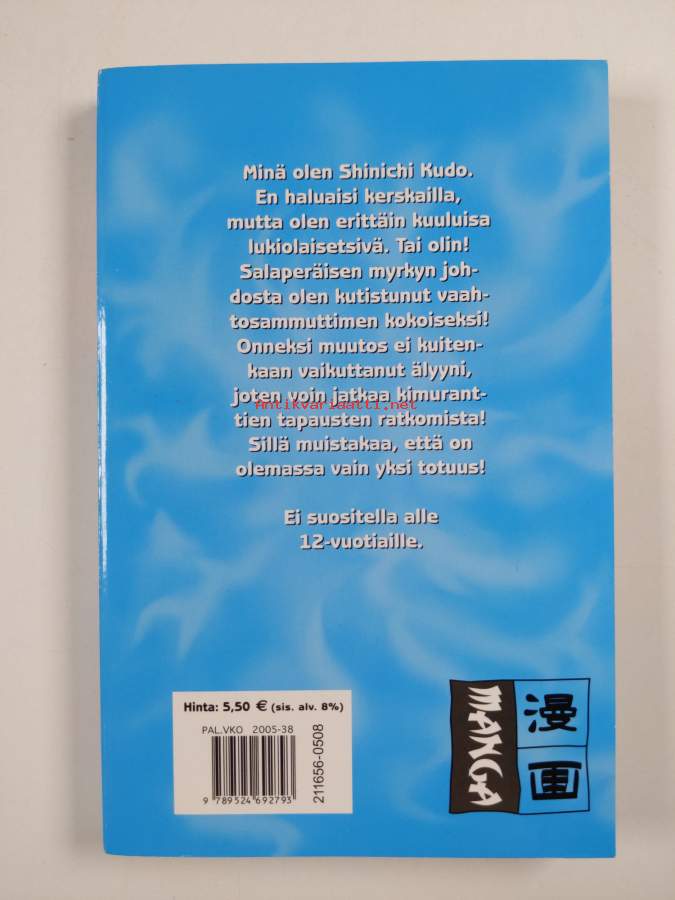 Minä olen Shinichi Kudo.
En haluaisi kerskailla,
mutta olen erittäin kuuluisa
lukiolaisetsivä. Tai olin!
Salaperäisen myrkyn joh-
dosta olen kutistunut vaah-
tosammuttimen kokoiseksi!
Onneksi muutos ei kuiten-
kaan vaikuttanut älyyni,
joten voin jatkaa kimurant-
Antikvariaatti.net
tien tapausten ratkomista!
Sillä muistakaa, että on
olemassa vain yksi totuus!
Ei suositella alle
12-vuotiaille.
Hinta: 5,50 € (sis. alv. 8%)
PAL.VKO 2005-38
9 789524 692793
211656-0508
MANGA
漫画